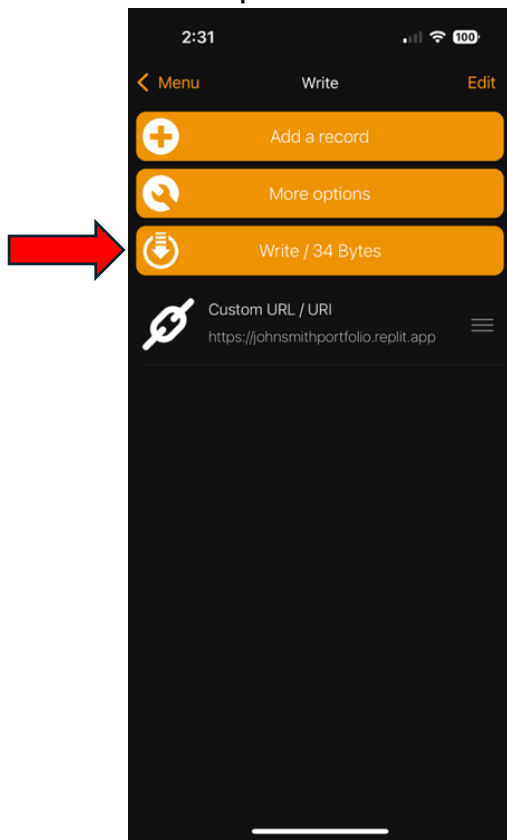 2:31
100
Menu
Write
Edit
Add a record
More options
Write / 34 Bytes
Custom URL / URI
https://johnsmithportfolio.replit.app